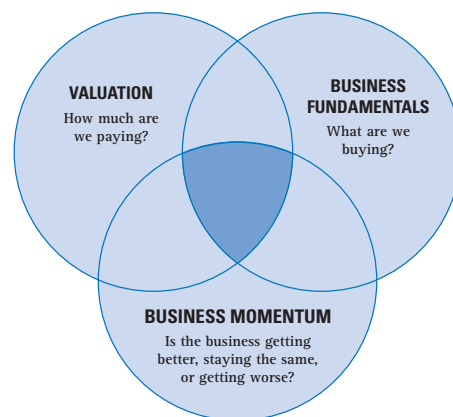 VALUATION
How much are
we paying?
BUSINESS
FUNDAMENTALS
What are we
buying?
BUSINESS MOMENTUM
Is the business getting
better, staying the same,
or getting worse?